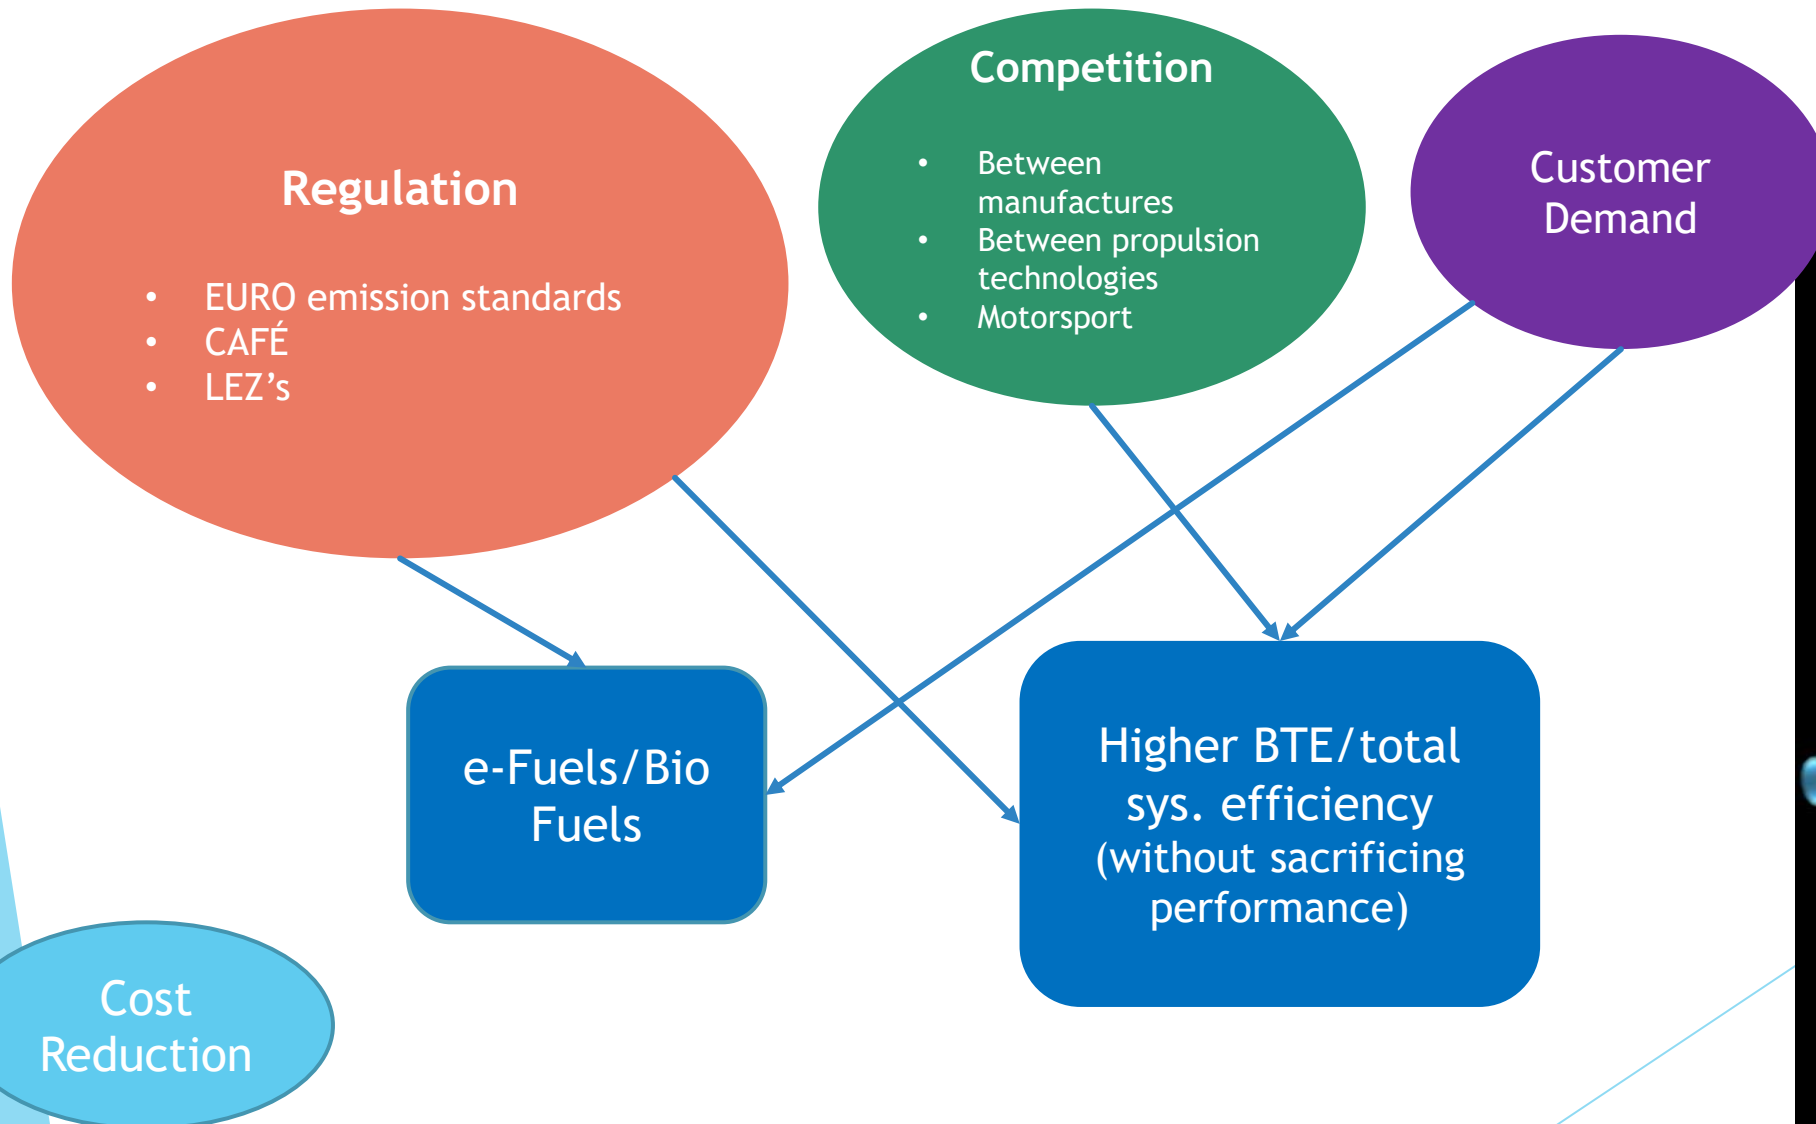 Regulation
• EURO emission standards
• CAFÉ
• LEZ’s
Competition
• Between
manufactures
• Between propulsion
technologies
• Motorsport
Customer
Demand
e-Fuels/Bio
Fuels
Higher BTE/total
sys. efficiency
(without sacrificing
performance)
Cost
Reduction